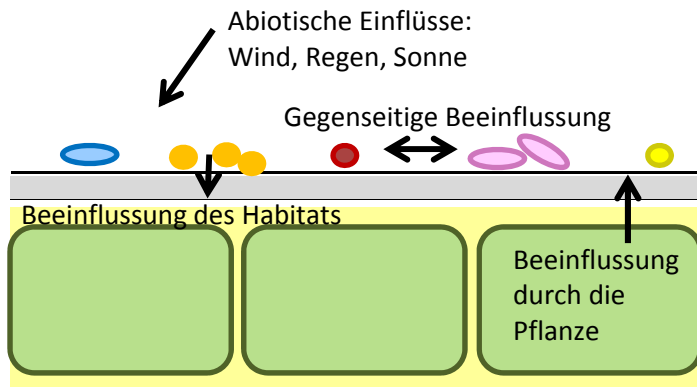 Abiotische Einflüsse:
Wind, Regen, Sonne
Gegenseitige Beeinflussung
Beeinflussung des Habitats
Beeinflussung
durch die
Pflanze